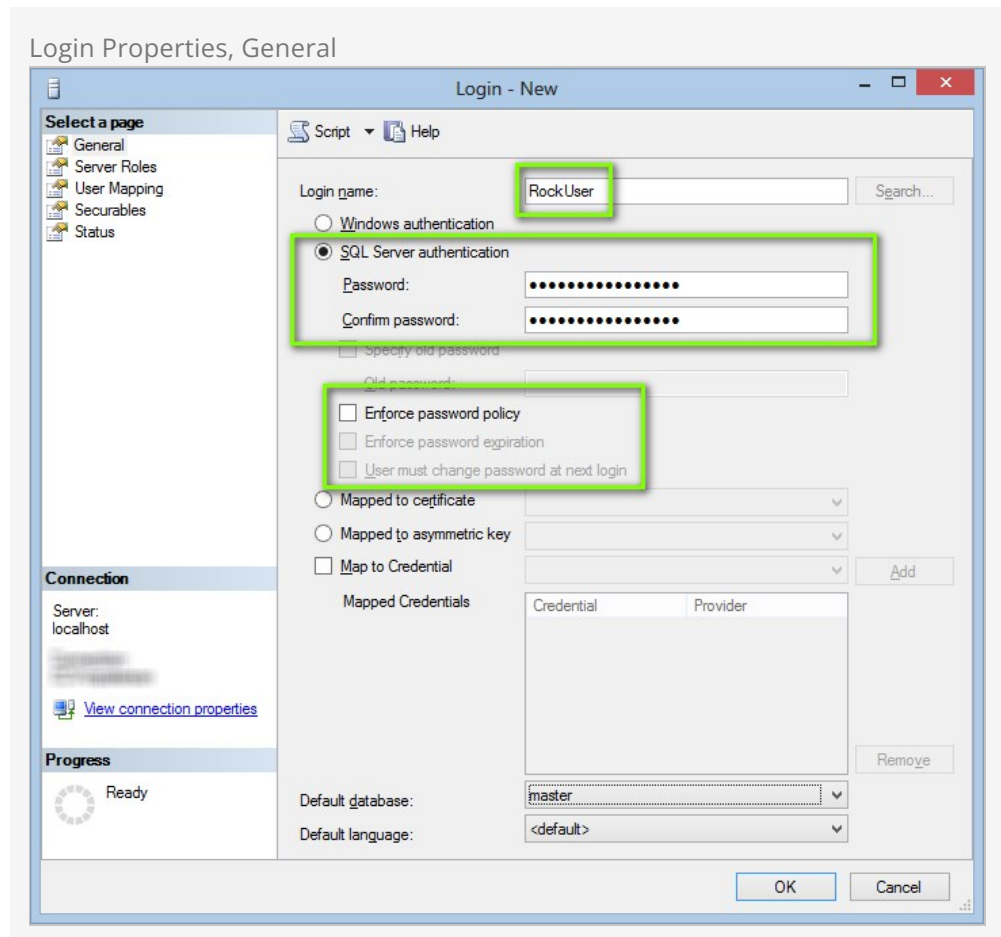 Login Properties, General
Login - New
Select a page
General
Server Roles
User Mapping
Securables
Status
Script Help
Login name: RockUser Search...
Windows authentication
SQL Server authentication
Password: ●●●●●●●●●●●●●●●●
Confirm password: ●●●●●●●●●●●●●●●●
Specify old password
Old password:
Enforce password policy
Enforce password expiration
User must change password at next login
Mapped to certificate
Mapped to asymmetric key
Map to Credential Add
Mapped Credentials Credential Provider
Remove
Default database: master
Default language: <default>
Connection
Server:
localhost
View connection properties
Progress
Ready
OK Cancel